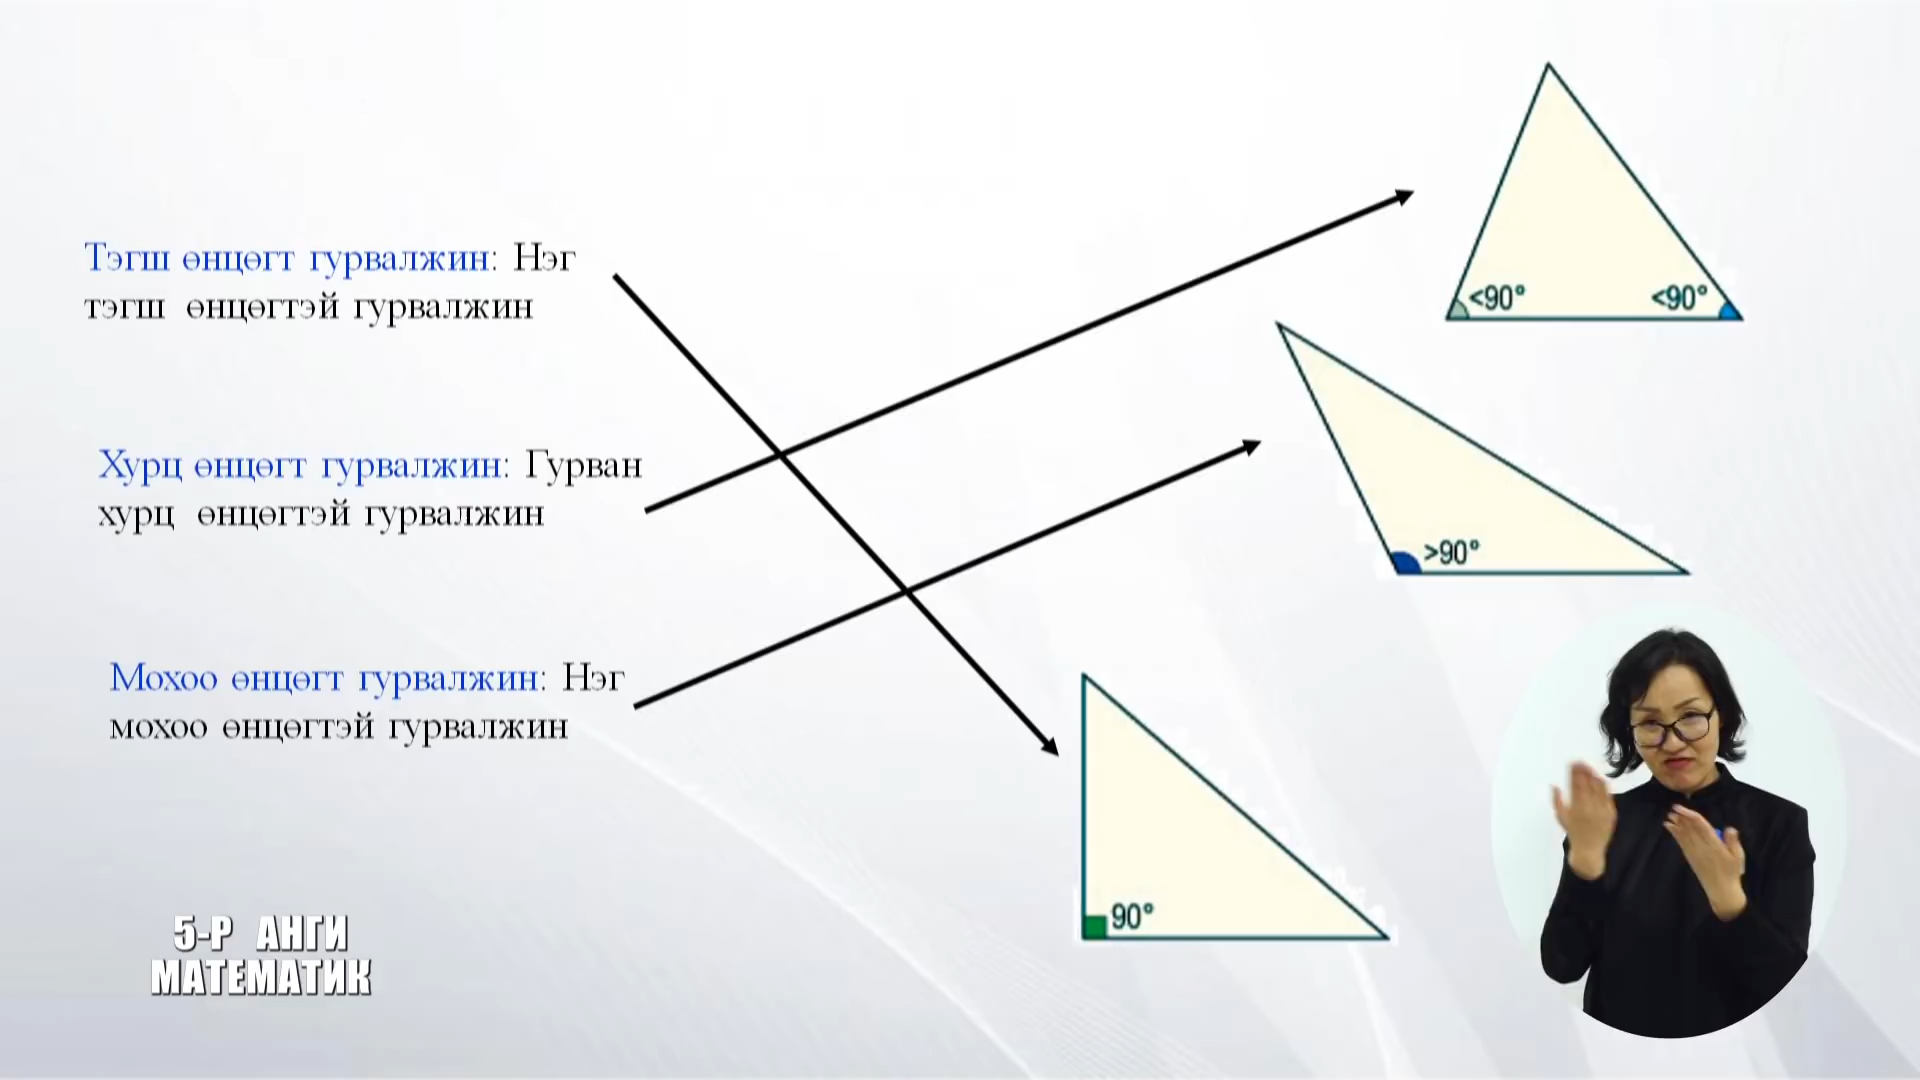 Тэгш өнцөгт гурвалжин: Нэг
тэгш өнцөгтэй гурвалжин
Хурц өнцөгт гурвалжин: Гурван
хурц өнцөгтэй гурвалжин
Мохоо өнцөгт гурвалжин: Нэг
мохоо өнцөгтэй гурвалжин
<90°
<90°
>90°
90°
5-Р АНГИ
МАТЕМАТИК